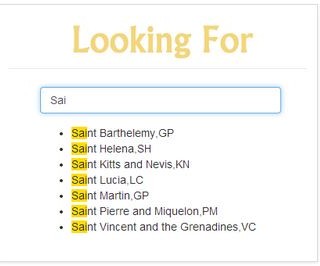 Looking For
Sai
Saint Barthelemy,GP
Saint Helena,SH
Saint Kitts and Nevis,KN
Saint Lucia,LC
Saint Martin,GP
Saint Pierre and Miquelon,PM
Saint Vincent and the Grenadines,VC